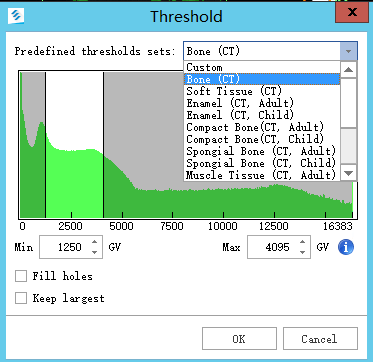 Threshold
Predefined thresholds sets: Bone (CT)
Custom
Bone (CT)
Soft Tissue (CT)
Enamel (CT, Adult)
Enamel (CT, Child)
Compact Bone(CT, Adult)
Compact Bone(CT, Child)
Spongial Bone (CT, Adult)
Spongial Bone (CT, Child)
Muscle Tissue (CT, Adult)
0 2500 5000 7500 10000 12500 16383
Min 1250 GV Max 4095 GV i
Fill holes
Keep largest
OK Cancel